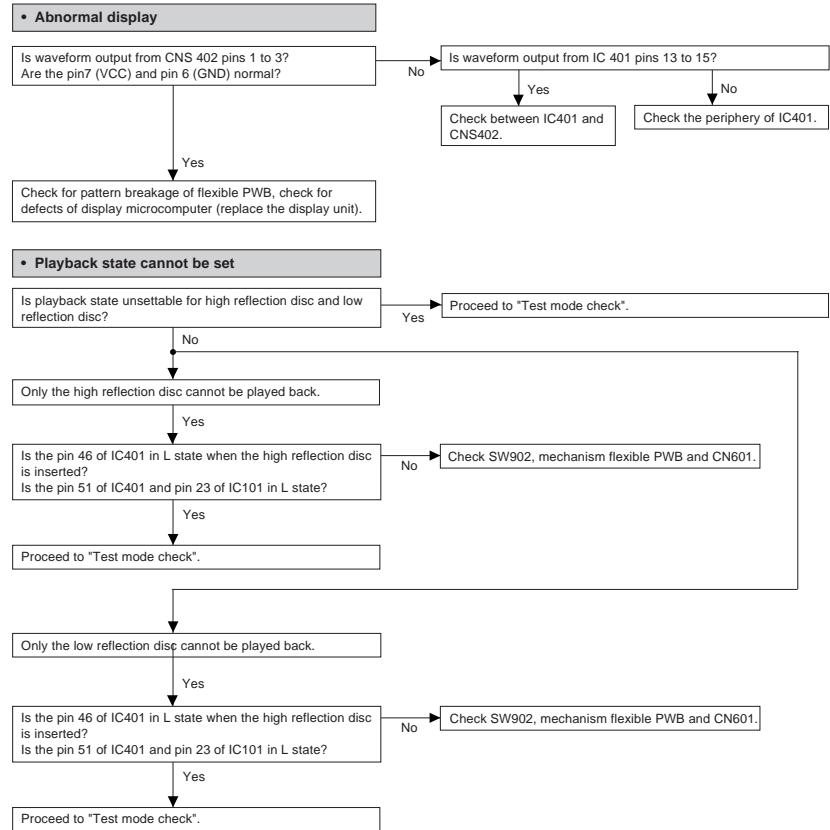 • Abnormal display
Is waveform output from CNS 402 pins 1 to 3?
Are the pin7 (VCC) and pin 6 (GND) normal?
No
Is waveform output from IC 401 pins 13 to 15?
Yes
No
Check between IC401 and
CNS402.
Check the periphery of IC401.
Yes
Check for pattern breakage of flexible PWB, check for
defects of display microcomputer (replace the display unit).
• Playback state cannot be set
Is playback state unsettable for high reflection disc and low
reflection disc?
Yes
Proceed to "Test mode check".
No
Only the high reflection disc cannot be played back.
Yes
Is the pin 46 of IC401 in L state when the high reflection disc
is inserted?
Is the pin 51 of IC401 and pin 23 of IC101 in L state?
No
Check SW902, mechanism flexible PWB and CN601.
Yes
Proceed to "Test mode check".
Only the low reflection disc cannot be played back.
Yes
Is the pin 46 of IC401 in L state when the high reflection disc
is inserted?
Is the pin 51 of IC401 and pin 23 of IC101 in L state?
No
Check SW902, mechanism flexible PWB and CN601.
Yes
Proceed to "Test mode check".